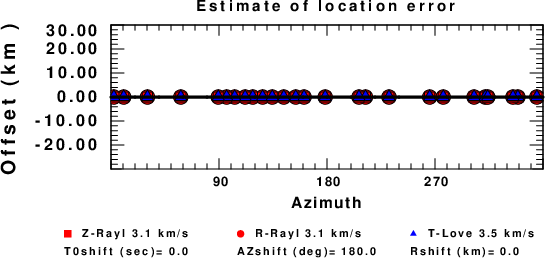 Estimate of location error
Offset (km)
30.00
20.00
10.00
0.00
-10.00
-20.00
90 180 270
Azimuth
Z-Rayl 3.1 km/s R-Rayl 3.1 km/s T-Love 3.5 km/s
T0shift (sec)= 0.0 AZshift (deg)= 180.0 Rshift (km)= 0.0